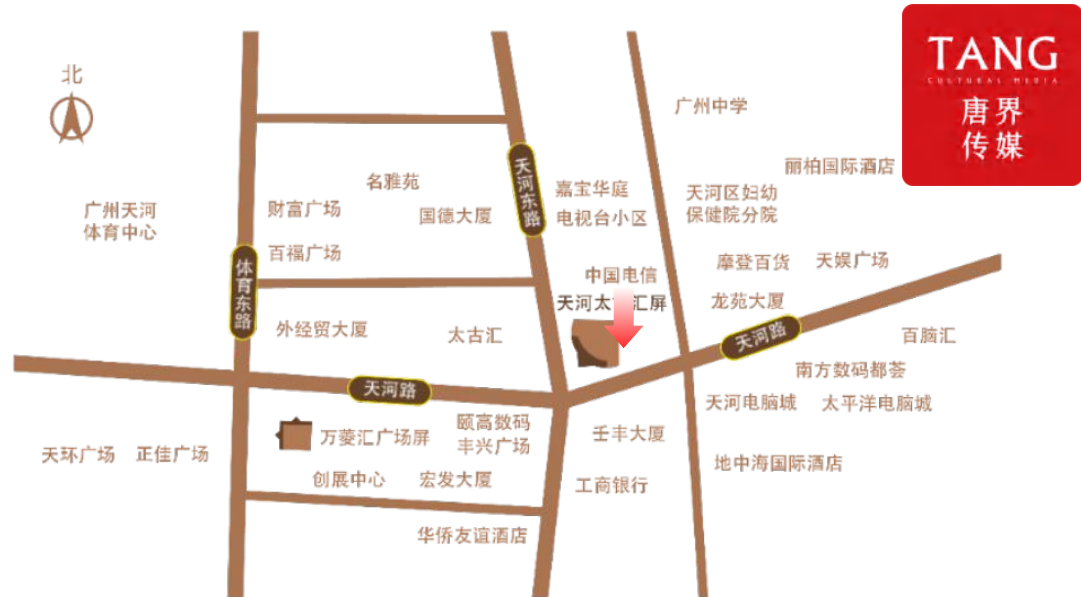 TANG
CULTURAL MEDIA
唐界
传媒
北
广州中学
丽柏国际酒店
名雅苑
天河东路
嘉宝华庭
电视台小区
天河区妇幼
保健院分院
广州天河
体育中心
财富广场
国德大厦
百福广场
体育东路
中国电信
摩登百货
天娱广场
天河太古汇屏
龙苑大厦
外经贸大厦
太古汇
天河路
百脑汇
南方数码都荟
天河路
天河电脑城
太平洋电脑城
颐高数码
丰兴广场
万菱汇广场屏
壬丰大厦
天环广场
正佳广场
地中海国际酒店
创展中心
宏发大厦
工商银行
华侨友谊酒店